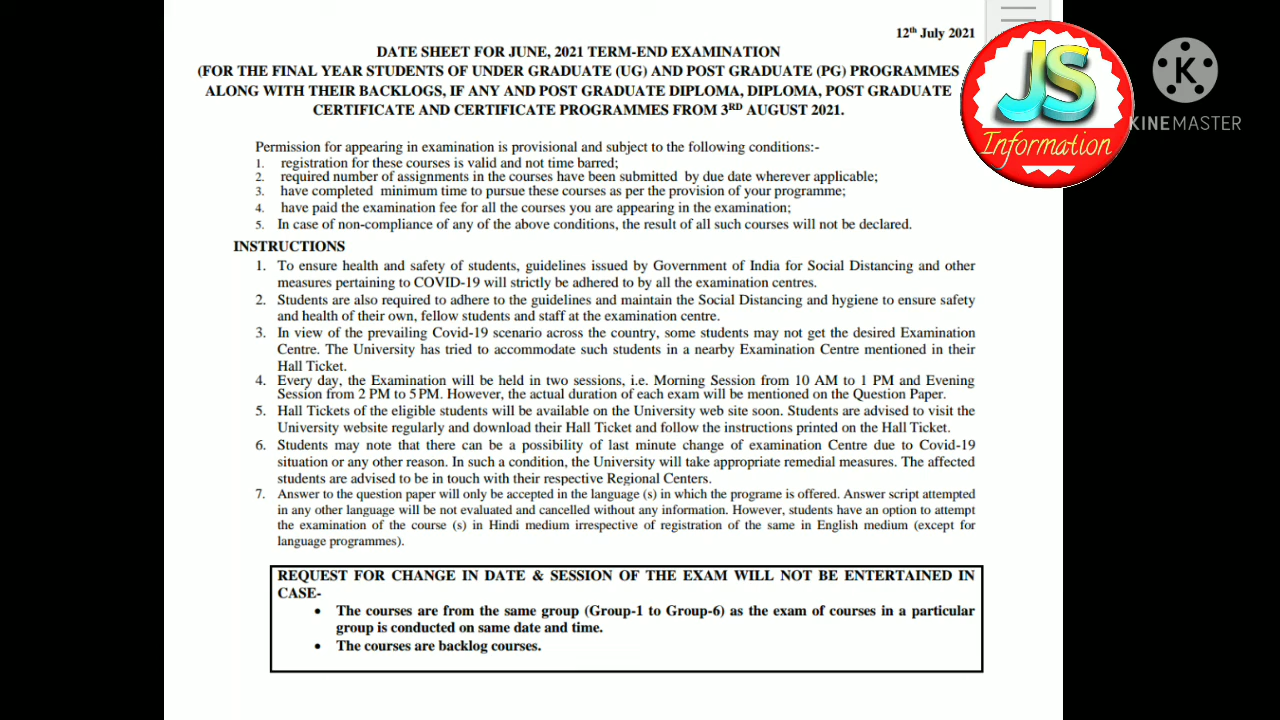 12th July 2021
DATE SHEET FOR JUNE, 2021 TERM-END EXAMINATION
(FOR THE FINAL YEAR STUDENTS OF UNDER GRADUATE (UG) AND POST GRADUATE (PG) PROGRAMMES
ALONG WITH THEIR BACKLOGS, IF ANY AND POST GRADUATE DIPLOMA, DIPLOMA, POST GRADUATE
CERTIFICATE AND CERTIFICATE PROGRAMMES FROM 3RD AUGUST 2021.
JS
Information
K
KINEMASTER
Permission for appearing in examination is provisional and subject to the following conditions:-
1. registration for these courses is valid and not time barred;
2. required number of assignments in the courses have been submitted by due date wherever applicable;
3. have completed minimum time to pursue these courses as per the provision of your programme;
4. have paid the examination fee for all the courses you are appearing in the examination;
5. In case of non-compliance of any of the above conditions, the result of all such courses will not be declared.
INSTRUCTIONS
1. To ensure health and safety of students, guidelines issued by Government of India for Social Distancing and other
measures pertaining to COVID-19 will strictly be adhered to by all the examination centres.
2. Students are also required to adhere to the guidelines and maintain the Social Distancing and hygiene to ensure safety
and health of their own, fellow students and staff at the examination centre.
3. In view of the prevailing Covid-19 scenario across the country, some students may not get the desired Examination
Centre. The University has tried to accommodate such students in a nearby Examination Centre mentioned in their
Hall Ticket.
4. Every day, the Examination will be held in two sessions, i.e. Morning Session from 10 AM to 1 PM and Evening
Session from 2 PM to 5 PM. However, the actual duration of each exam will be mentioned on the Question Paper.
5. Hall Tickets of the eligible students will be available on the University web site soon. Students are advised to visit the
University website regularly and download their Hall Ticket and follow the instructions printed on the Hall Ticket.
6. Students may note that there can be a possibility of last minute change of examination Centre due to Covid-19
situation or any other reason. In such a condition, the University will take appropriate remedial measures. The affected
students are advised to be in touch with their respective Regional Centers.
7. Answer to the question paper will only be accepted in the language (s) in which the programe is offered. Answer script attempted
in any other language will be not evaluated and cancelled without any information. However, students have an option to attempt
the examination of the course (s) in Hindi medium irrespective of registration of the same in English medium (except for
language programmes).
REQUEST FOR CHANGE IN DATE & SESSION OF THE EXAM WILL NOT BE ENTERTAINED IN
CASE-
• The courses are from the same group (Group-1 to Group-6) as the exam of courses in a particular
group is conducted on same date and time.
• The courses are backlog courses.